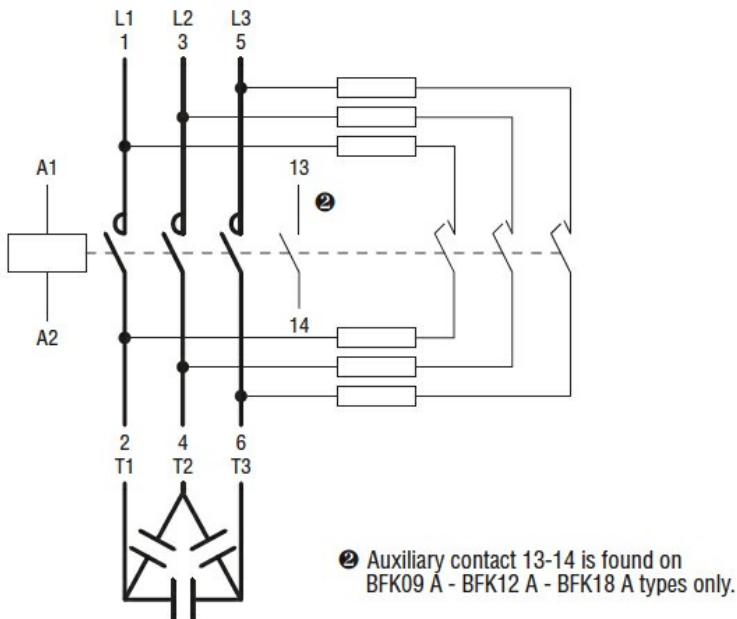 L1 L2 L3
1 3 5
A1
13
❷
14
A2
2 4 6
T1 T2 T3
❷ Auxiliary contact 13-14 is found on
BFK09 A - BFK12 A - BFK18 A types only.